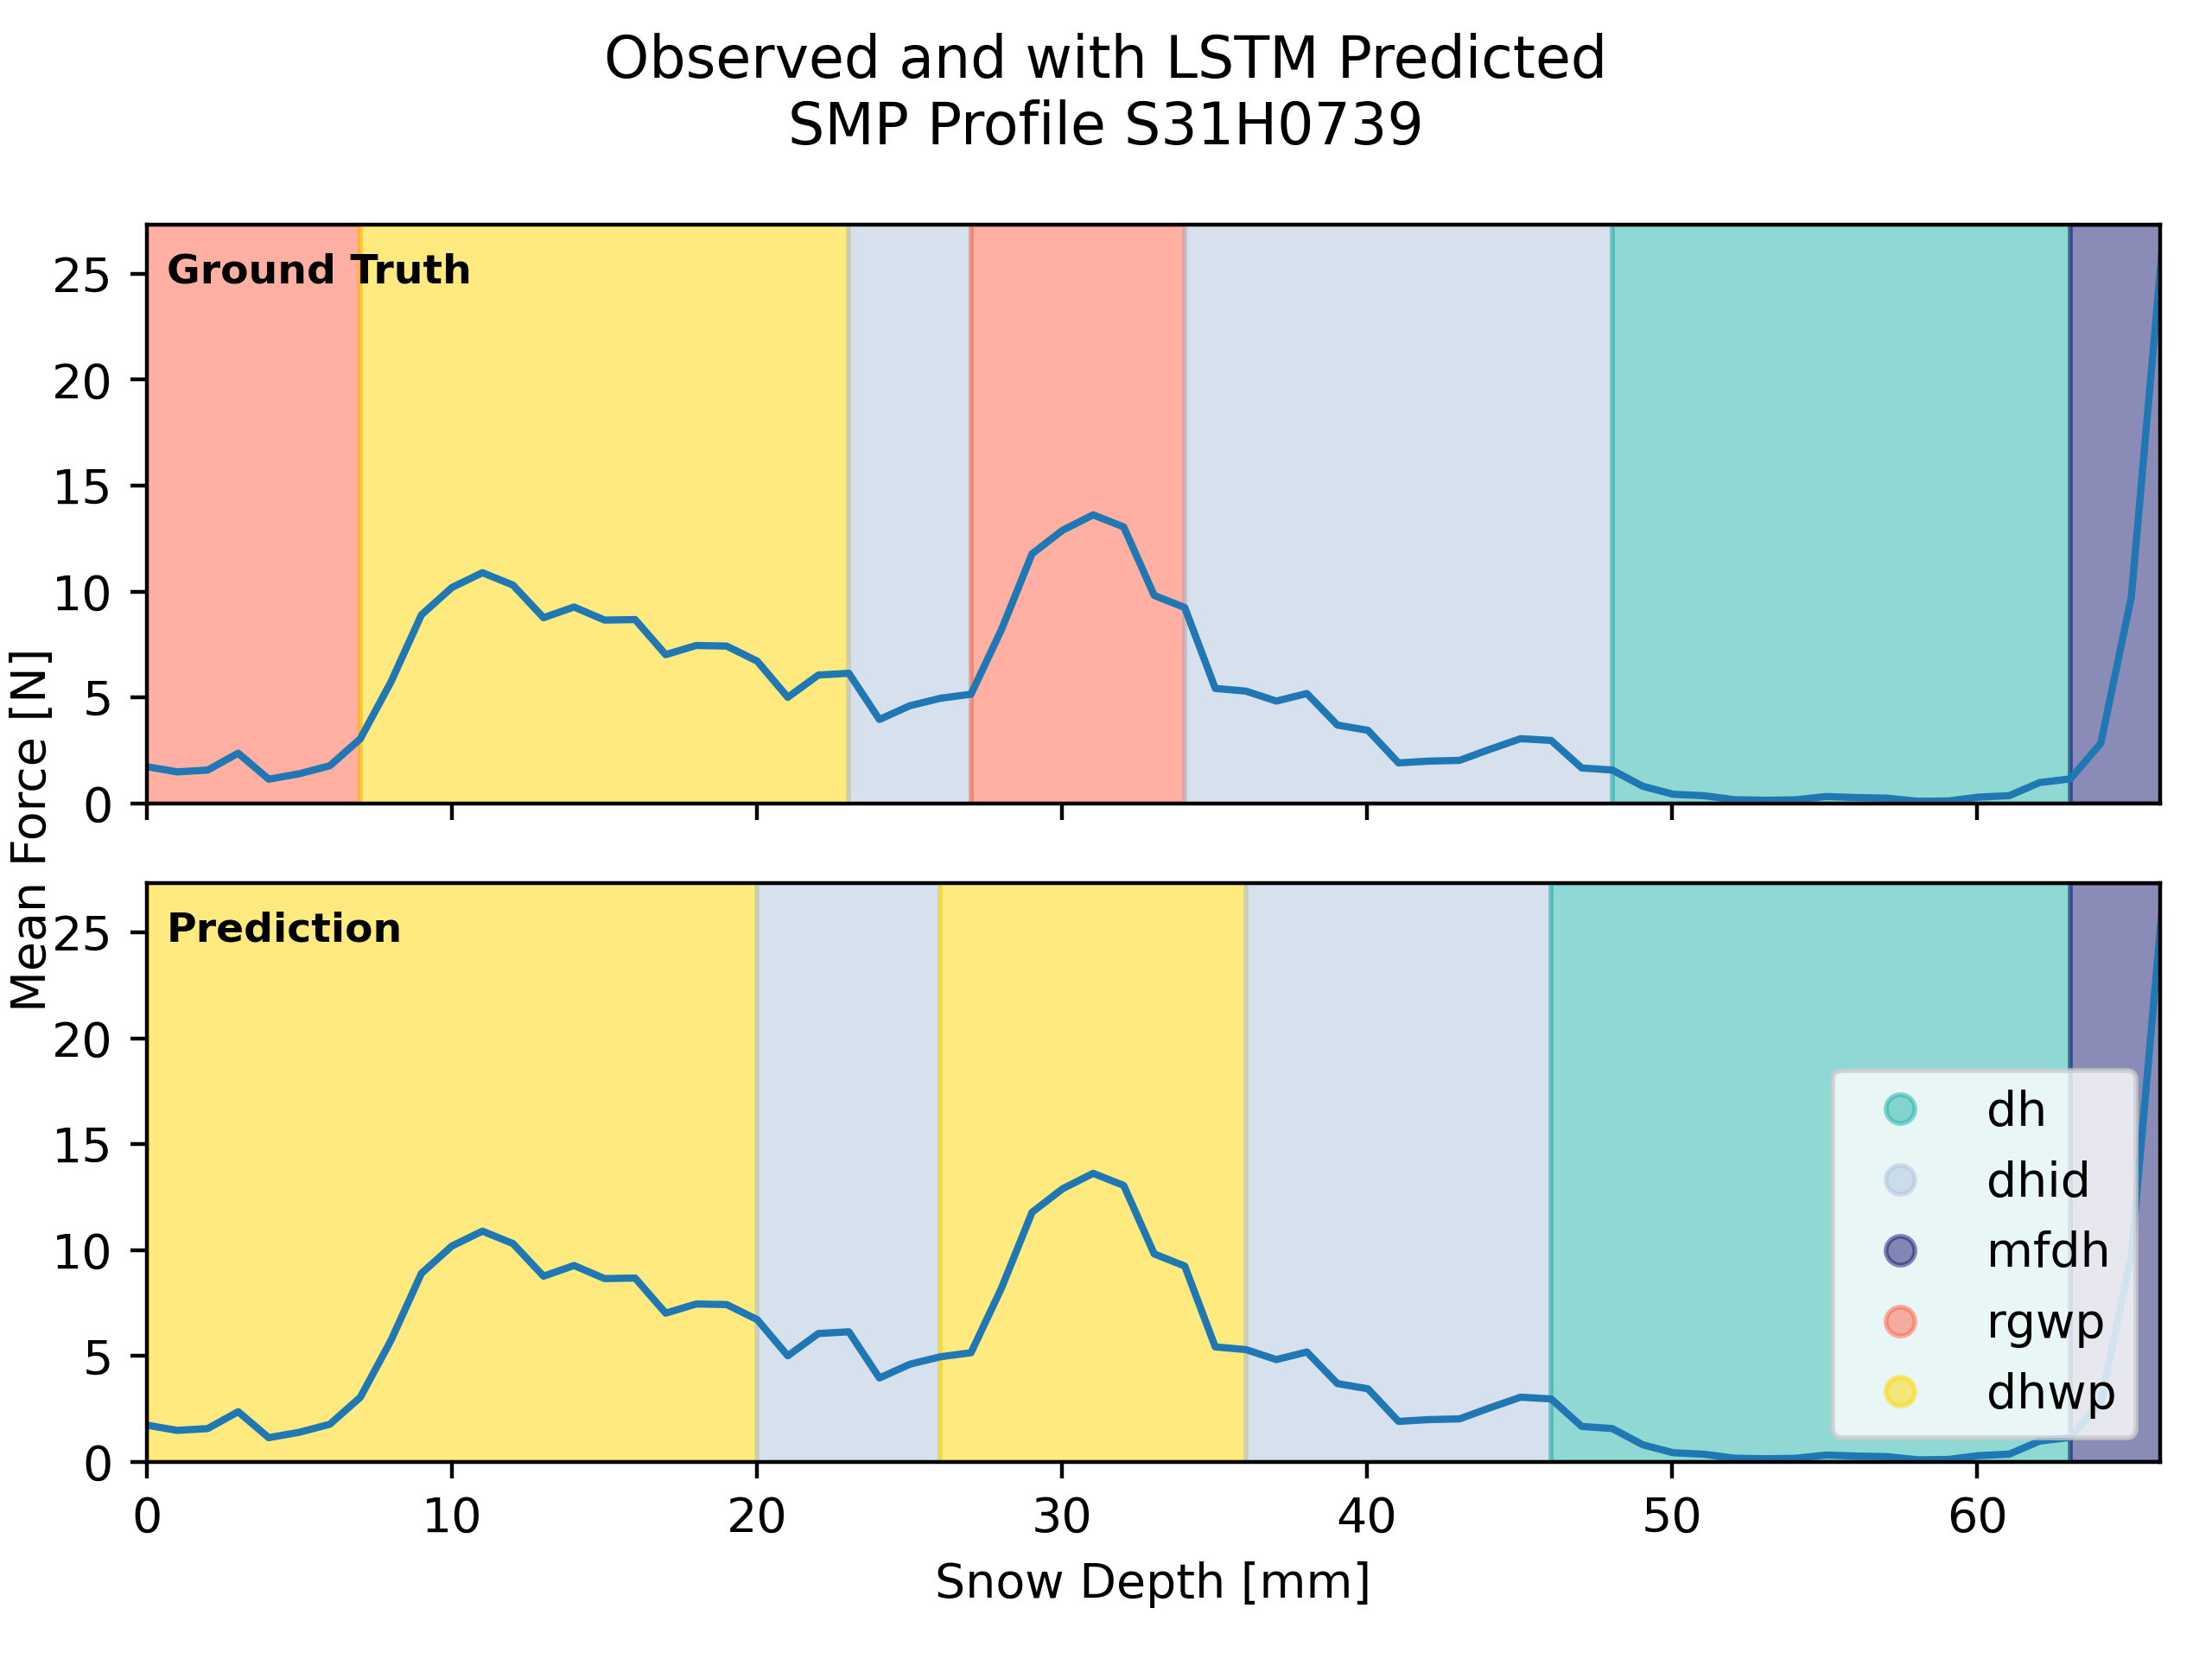 Observed and with LSTM Predicted
SMP Profile S31H0739
Ground Truth
25
20
15
10
5
0
Mean Force [N]
Prediction
25
20
15
10
5
0
dh
dhid
mfdh
rgwp
dhwp
0 10 20 30 40 50 60
Snow Depth [mm]